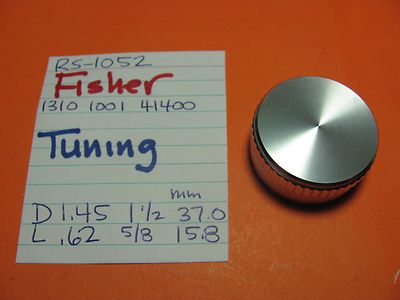 RS-1052
Fisher
1310 1001 41400
Tuning
mm
D 1.45 1 1/2 37.0
L .62 5/8 15.8